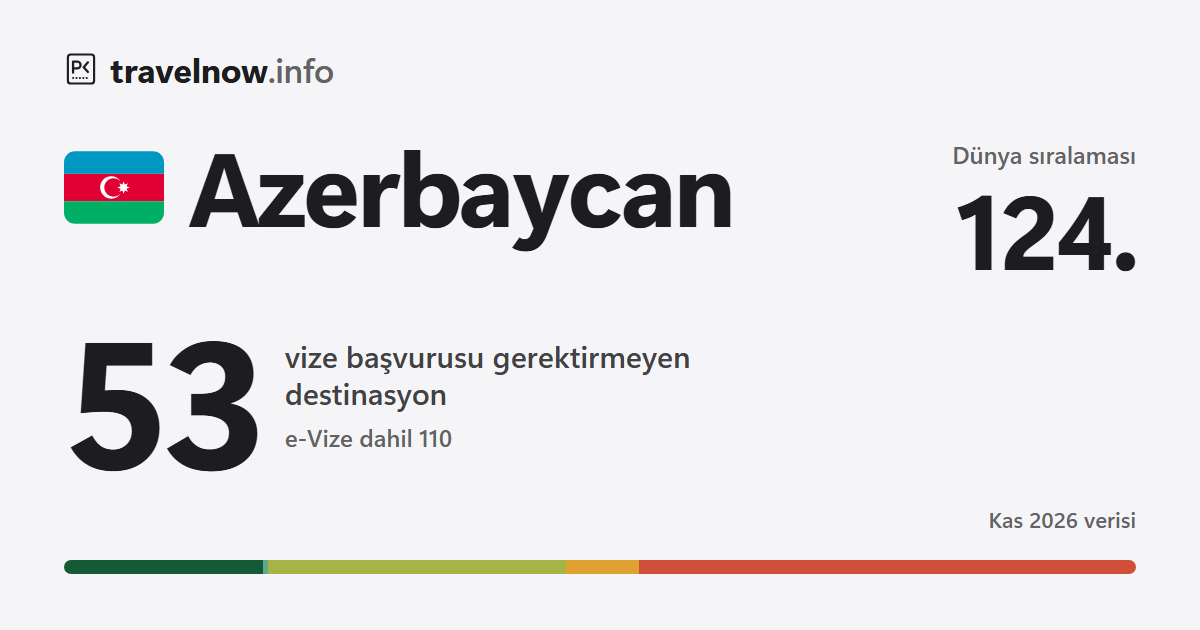 travelnow.info
Azerbaycan
Dünya sıralaması
124.
53
vize başvurusu gerektirmeyen
destinasyon
e-Vize dahil 110
Kas 2026 verisi